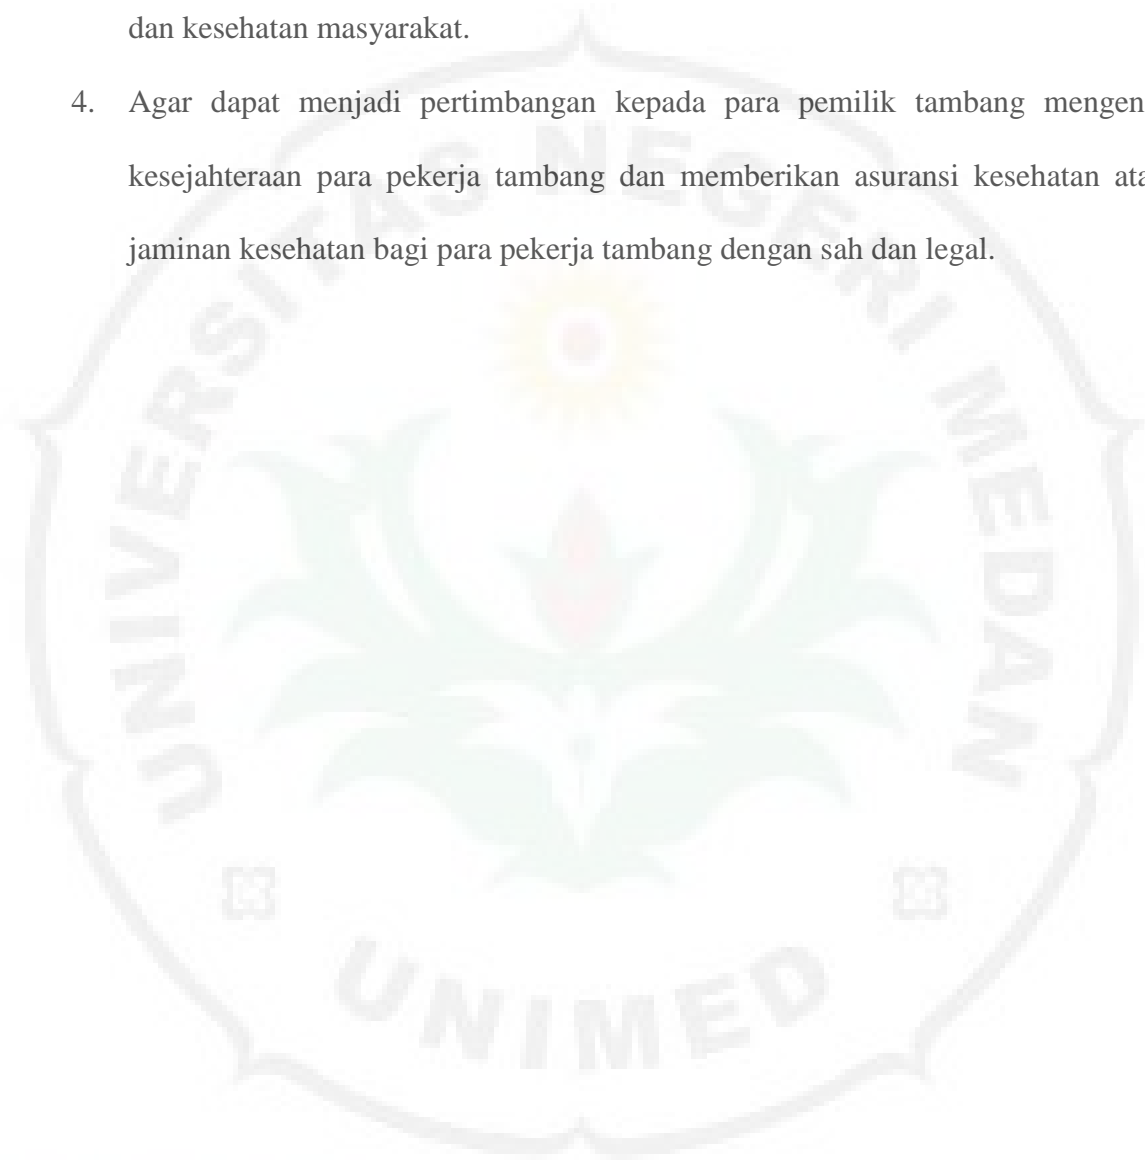 dan kesehatan masyarakat.
4. Agar dapat menjadi pertimbangan kepada para pemilik tambang mengen
kesejahteraan para pekerja tambang dan memberikan asuransi kesehatan ata
jaminan kesehatan bagi para pekerja tambang dengan sah dan legal.
UNIVERSITAS NEGERI MEDAN
UNIMED